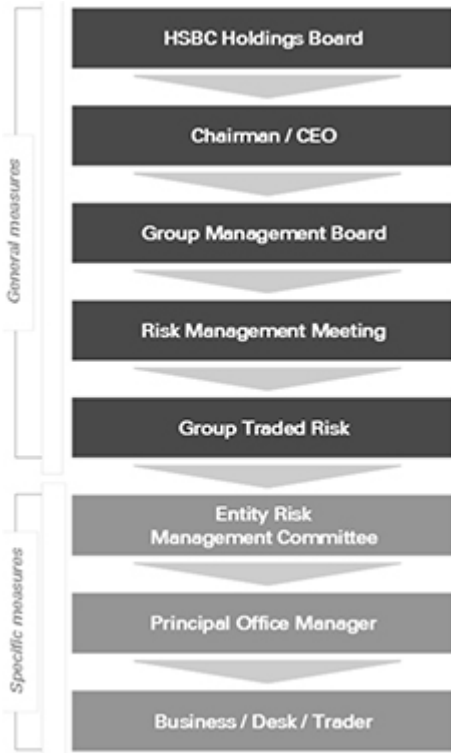 General measures
HSBC Holdings Board
Chairman / CEO
Group Management Board
Risk Management Meeting
Group Traded Risk
Specific measures
Entity Risk
Management Committee
Principal Office Manager
Business / Desk / Trader